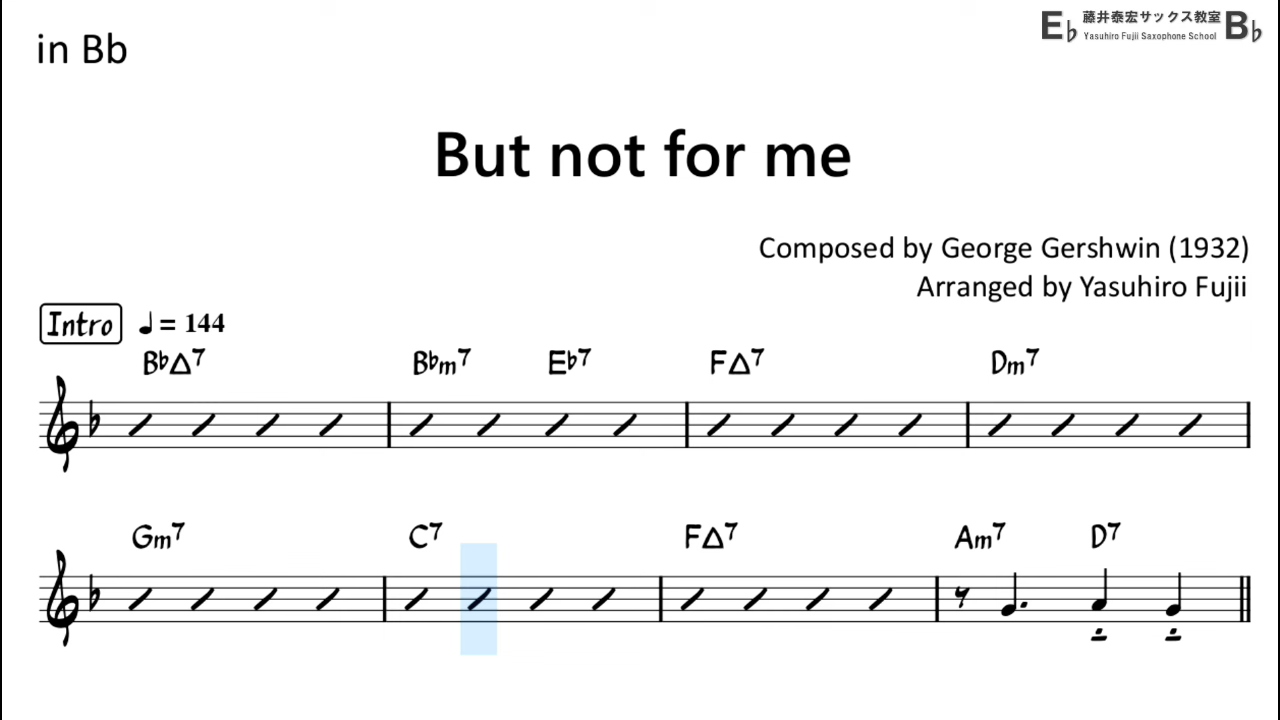 in Bb
E♭ 藤井泰宏サックス教室 B♭
Yasuhiro Fujii Saxophone School
But not for me
Composed by George Gershwin (1932)
Arranged by Yasuhiro Fujii
Intro ♩= 144
B♭△7 B♭m7 E♭7 F△7 Dm7
Gm7 C7 F△7 Am7 D7